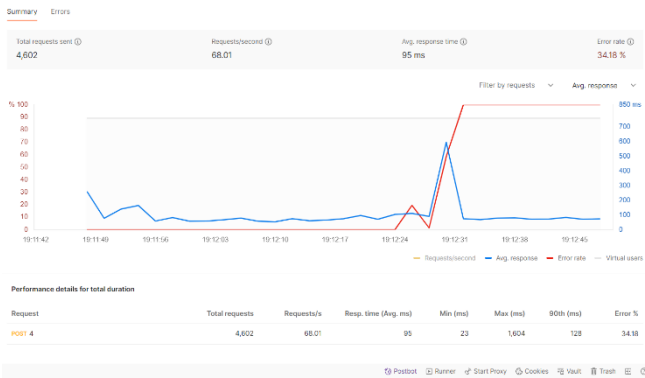 Summary Errors
Total requests sent Requests/second Avg. response time Error rate
4,602 68.01 95 ms 34.18 %
Filter by requests Avg. response
% 100 850 ms
90 700
80 600
70 500
60 400
50 300
40 200
30 100
20 0
10
0
19:11:42 19:11:49 19:11:56 19:12:03 19:12:10 19:12:17 19:12:24 19:12:31 19:12:38 19:12:45
Requests/second Avg. response Error rate Virtual users
Performance details for total duration
Request Total requests Requests/s Resp. time (Avg. ms) Min (ms) Max (ms) 90th (ms) Error %
POST 4 4,602 68.01 95 23 1,604 128 34.18
Postbot Runner Start Proxy Cookies Vault Trash